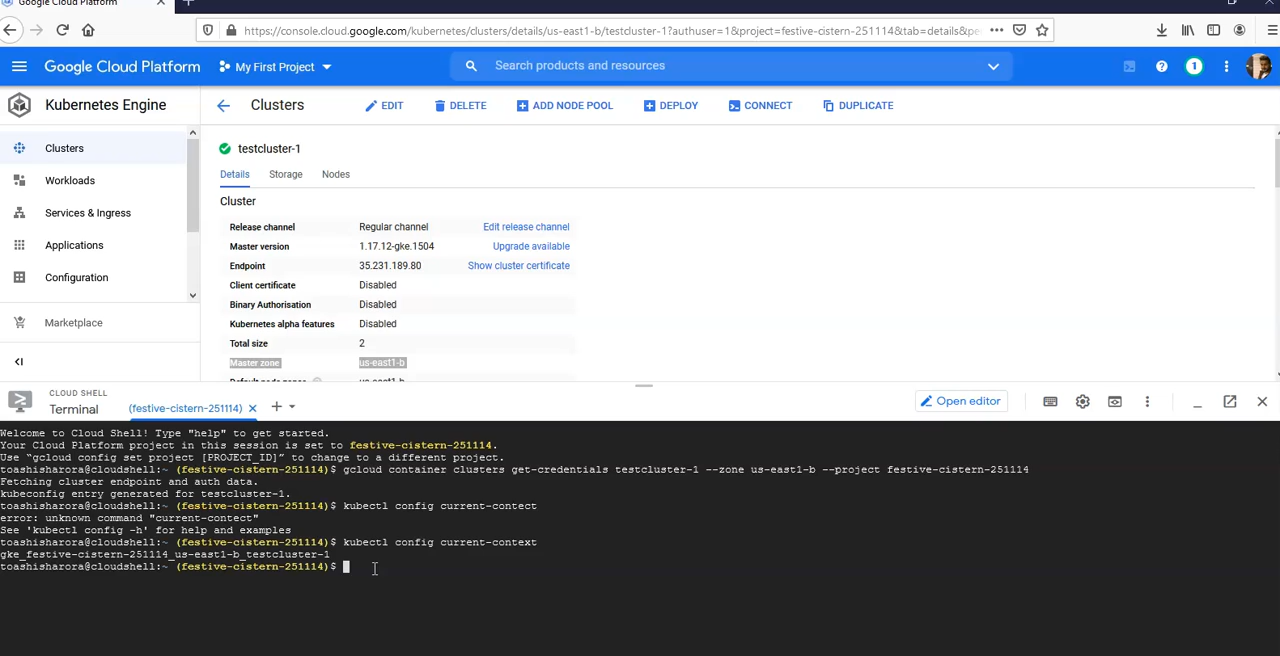 Google Cloud Platform
https://console.cloud.google.com/kubernetes/clusters/details/us-east1-b/testcluster-1?authuser=1&project=festive-cistern-251114&tab=details&pe
Google Cloud Platform
My First Project
Search products and resources
1
Kubernetes Engine
Clusters
EDIT
DELETE
ADD NODE POOL
DEPLOY
CONNECT
DUPLICATE
Clusters
Workloads
Services & Ingress
Applications
Configuration
Marketplace
testcluster-1
Details Storage Nodes
Cluster
Release channel Regular channel Edit release channel
Master version 1.17.12-gke.1504 Upgrade available
Endpoint 35.231.189.80 Show cluster certificate
Client certificate Disabled
Binary Authorisation Disabled
Kubernetes alpha features Disabled
Total size 2
Master zone us-east1-b
Default node zones us-east1-b
CLOUD SHELL
Terminal
(festive-cistern-251114)
Open editor
Welcome to Cloud Shell! Type "help" to get started.
Your Cloud Platform project in this session is set to festive-cistern-251114.
Use "gcloud config set project [PROJECT_ID]" to change to a different project.
toashisharora@cloudshell:~ (festive-cistern-251114)$ gcloud container clusters get-credentials testcluster-1 --zone us-east1-b --project festive-cistern-251114
Fetching cluster endpoint and auth data.
kubeconfig entry generated for testcluster-1.
toashisharora@cloudshell:~ (festive-cistern-251114)$ kubectl config current-contect
error: unknown command "current-contect"
See 'kubectl config -h' for help and examples
toashisharora@cloudshell:~ (festive-cistern-251114)$ kubectl config current-context
gke_festive-cistern-251114_us-east1-b_testcluster-1
toashisharora@cloudshell:~ (festive-cistern-251114)$